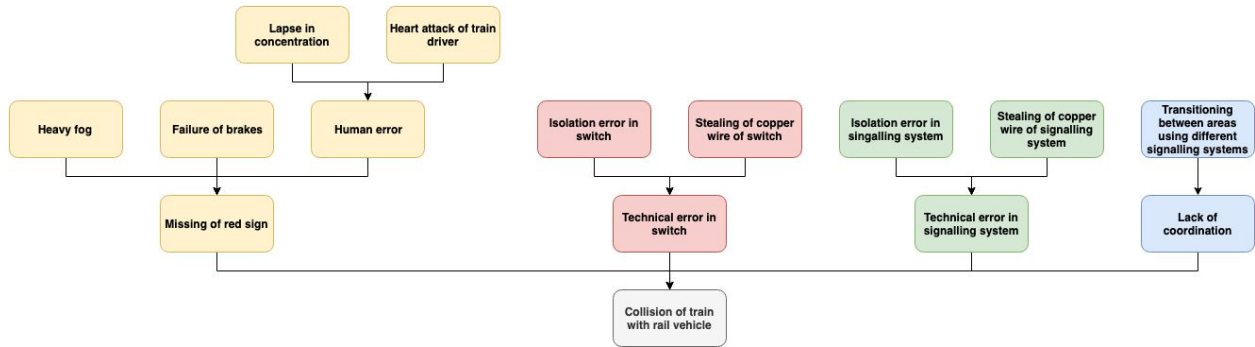 Lapse in
concentration
Heart attack of train
driver
Heavy fog
Failure of brakes
Human error
Isolation error in
switch
Stealing of copper
wire of switch
Isolation error in
singalling system
Stealing of copper
wire of signalling
system
Transitioning
between areas
using different
signalling systems
Missing of red sign
Technical error in
switch
Technical error in
signalling system
Lack of
coordination
Collision of train
with rail vehicle